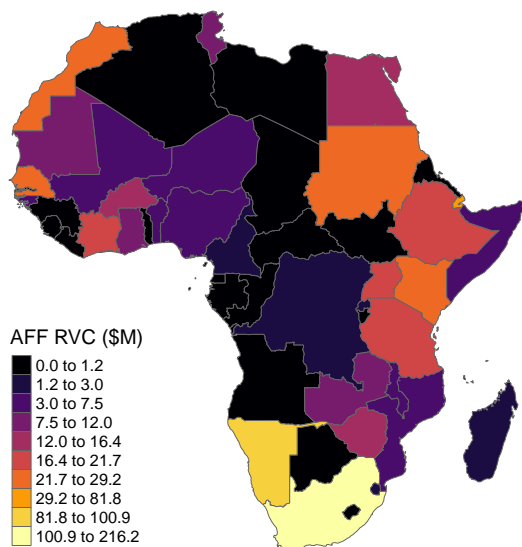 AFF RVC ($M)
0.0 to 1.2
1.2 to 3.0
3.0 to 7.5
7.5 to 12.0
12.0 to 16.4
16.4 to 21.7
21.7 to 29.2
29.2 to 81.8
81.8 to 100.9
100.9 to 216.2